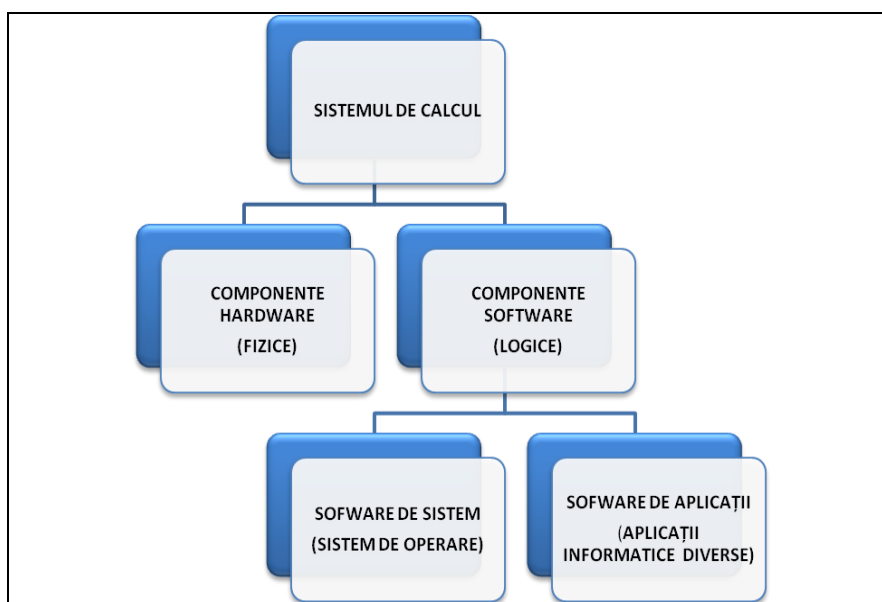 SISTEMUL DE CALCUL
COMPONENTE
HARDWARE
(FIZICE)
COMPONENTE
SOFTWARE
(LOGICE)
SOFWARE DE SISTEM
(SISTEM DE OPERARE)
SOFWARE DE APLICAȚII
(APLICAȚII
INFORMATICE DIVERSE)